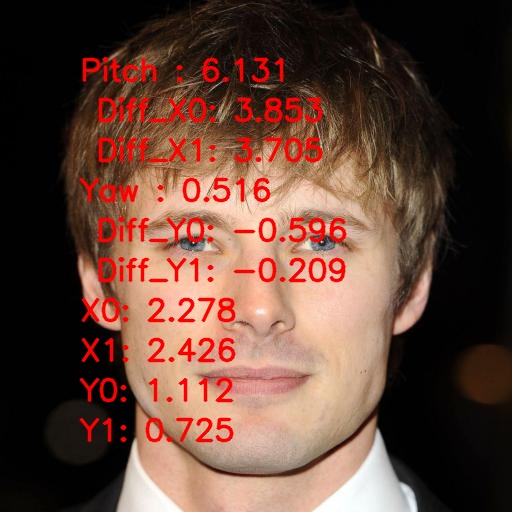 Pitch : 6.131
Diff_X0: 3.853
Diff_X1: 3.705
Yaw : 0.516
Diff_Y0: -0.596
Diff_Y1: -0.209
X0: 2.278
X1: 2.426
Y0: 1.112
Y1: 0.725